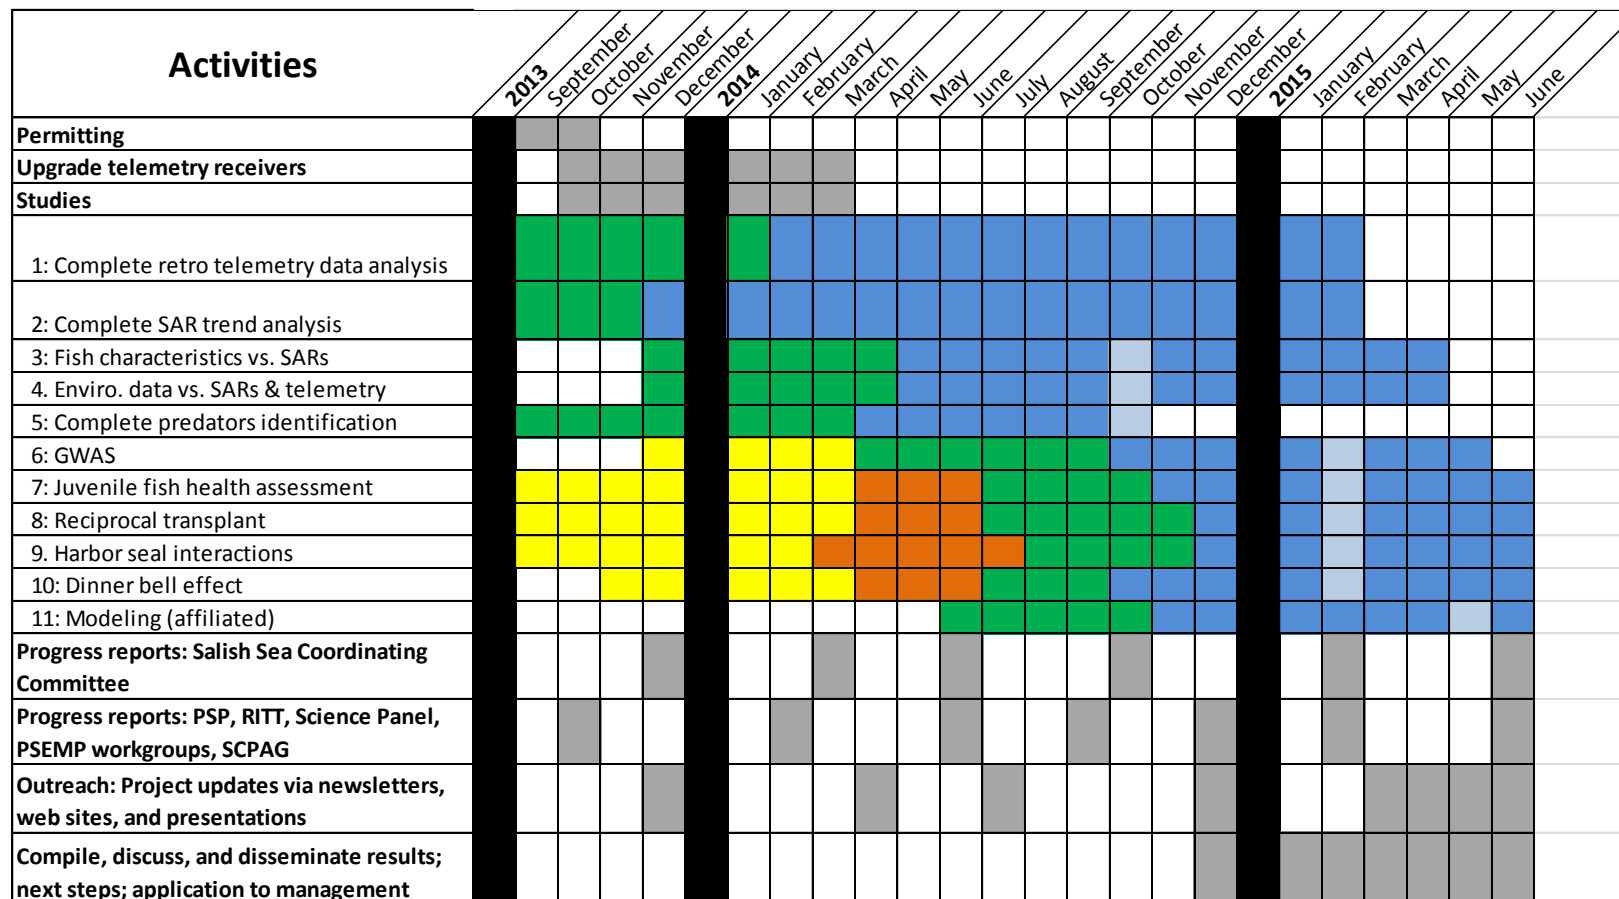 Activities
2013
September
October
November
December
2014
January
February
March
April
May
June
July
August
September
October
November
December
2015
January
February
March
April
May
June
Permitting
Upgrade telemetry receivers
Studies
1: Complete retro telemetry data analysis
2: Complete SAR trend analysis
3: Fish characteristics vs. SARs
4. Enviro. data vs. SARs & telemetry
5: Complete predators identification
6: GWAS
7: Juvenile fish health assessment
8: Reciprocal transplant
9. Harbor seal interactions
10: Dinner bell effect
11: Modeling (affiliated)
Progress reports: Salish Sea Coordinating
Committee
Progress reports: PSP, RITT, Science Panel,
PSEMP workgroups, SCPAG
Outreach: Project updates via newsletters,
web sites, and presentations
Compile, discuss, and disseminate results;
next steps; application to management